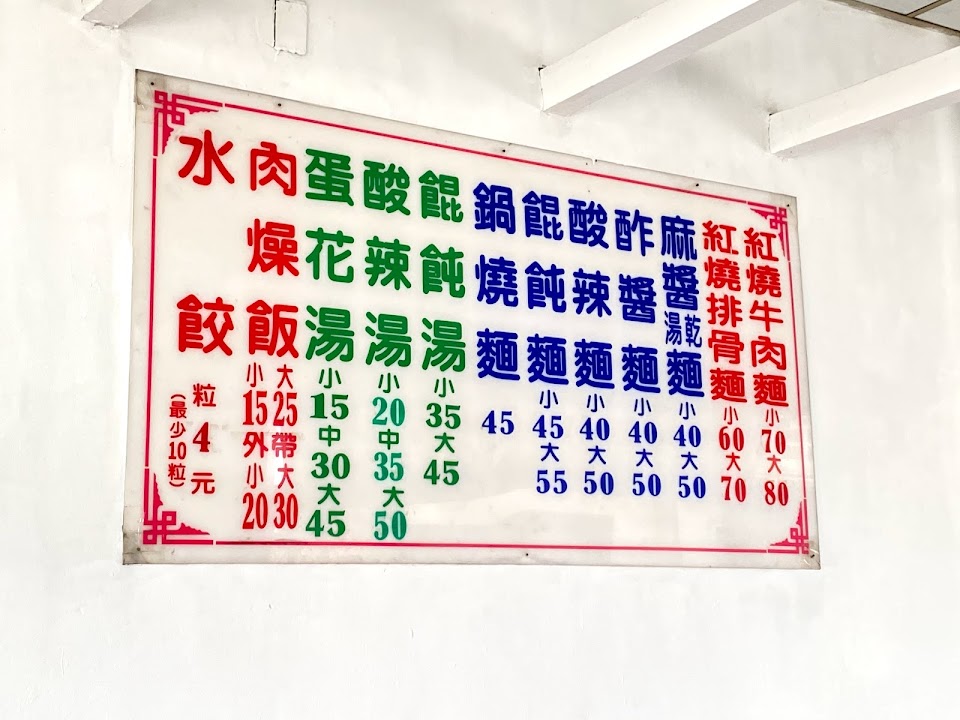 紅燒牛肉麵 小70 大80
紅燒排骨麵 小60 大70
麻醬湯乾麵 小40 大50
酢醬麵 小40 大50
酸辣麵 小40 大50
餛飩麵 小45 大55
鍋燒麵 45
餛飩湯 小35 大45
酸辣湯 小20 中35 大50
蛋花湯 小15 中30 大45
肉燥飯 大25 小15 外帶 大30 小20
水餃 粒4元 (最少10粒)